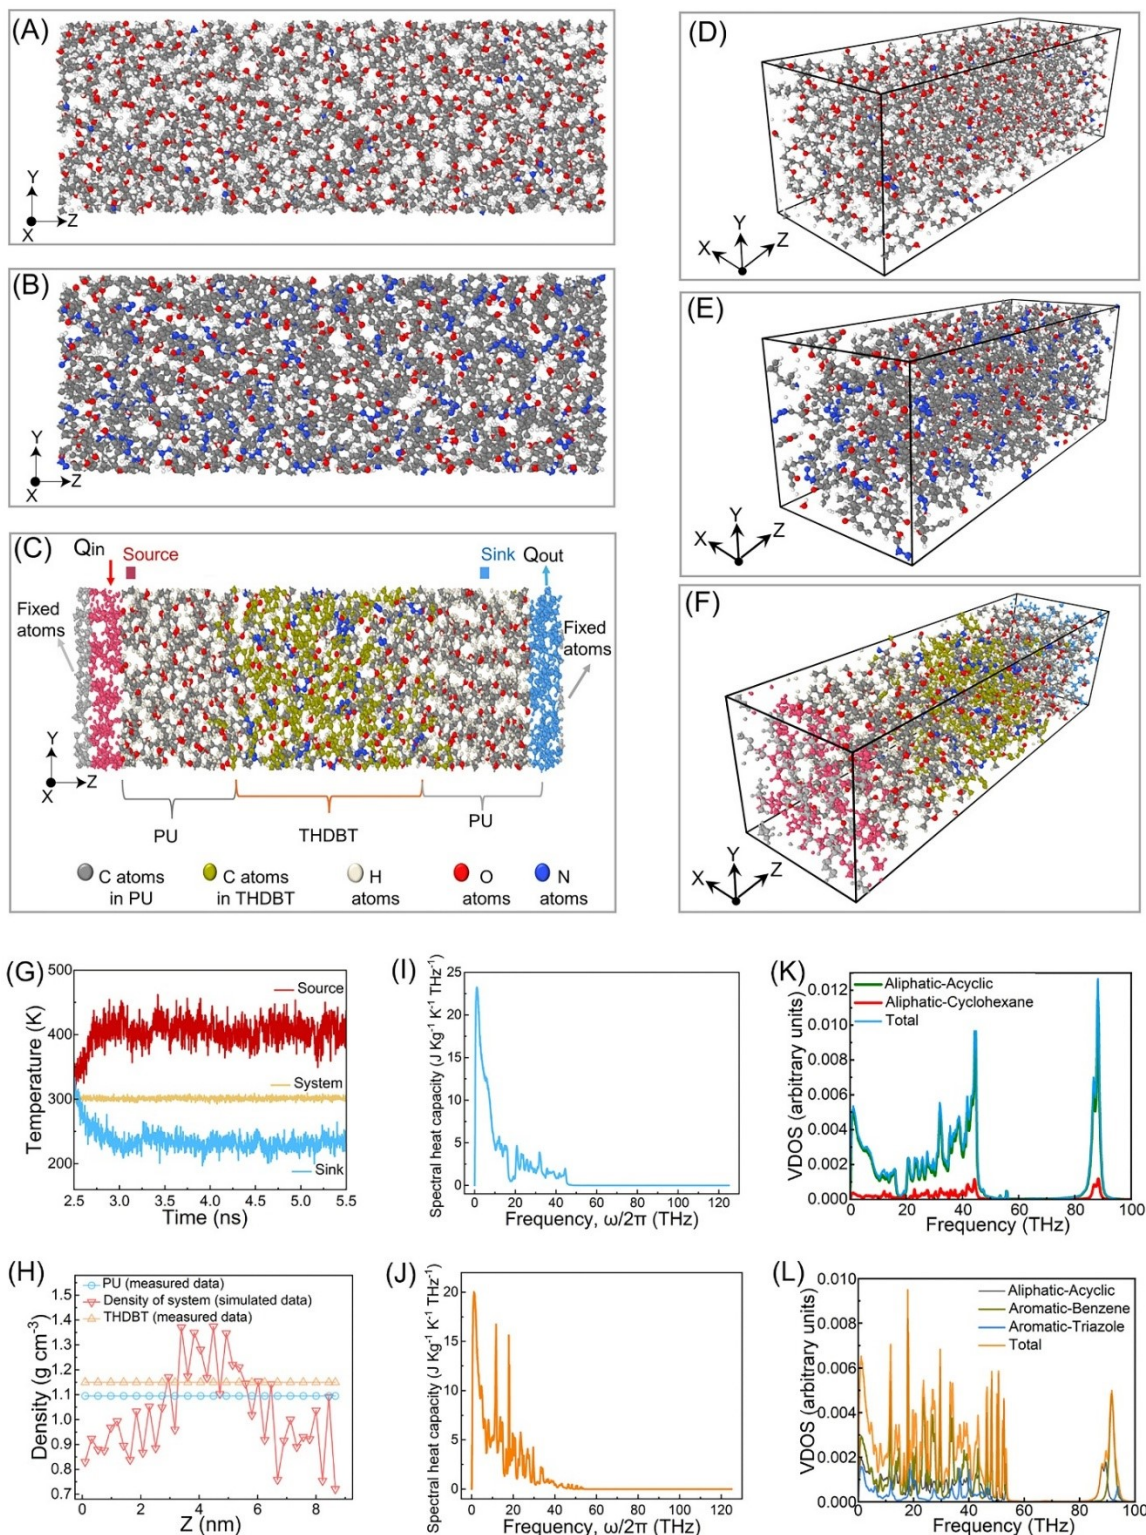 (A)
Y
X
Z
(B)
Y
X
Z
(C)
Qin
Source
Sink
Qout
Fixed
atoms
Fixed
atoms
Y
X
Z
PU
THDBT
PU
C atoms
in PU
C atoms
in THDBT
H
atoms
O
atoms
N
atoms
(D)
X
Y
Z
(E)
X
Y
Z
(F)
X
Y
Z
(G)
500
400
300
200
Temperature (K)
Source
System
Sink
2.5 3.0 3.5 4.0 4.5 5.0 5.5
Time (ns)
(I)
25
20
15
10
5
0
Spectral heat capacity (J Kg⁻¹ K⁻¹ THz⁻¹)
0 20 40 60 80 100 120
Frequency, ω/2π (THz)
(K)
0.012
0.010
0.008
0.006
0.004
0.002
0.000
VDOS (arbitrary units)
Aliphatic-Acyclic
Aliphatic-Cyclohexane
Total
0 20 40 60 80 100
Frequency (THz)
(H)
1.5
1.4
1.3
1.2
1.1
1.0
0.9
0.8
0.7
Density (g cm⁻³)
PU (measured data)
Density of system (simulated data)
THDBT (measured data)
0 2 4 6 8
Z (nm)
(J)
20
15
10
5
0
Spectral heat capacity (J Kg⁻¹ K⁻¹ THz⁻¹)
0 20 40 60 80 100 120
Frequency, ω/2π (THz)
(L)
0.010
0.008
0.006
0.004
0.002
0.000
VDOS (arbitrary units)
Aliphatic-Acyclic
Aromatic-Benzene
Aromatic-Triazole
Total
0 20 40 60 80 100
Frequency (THz)